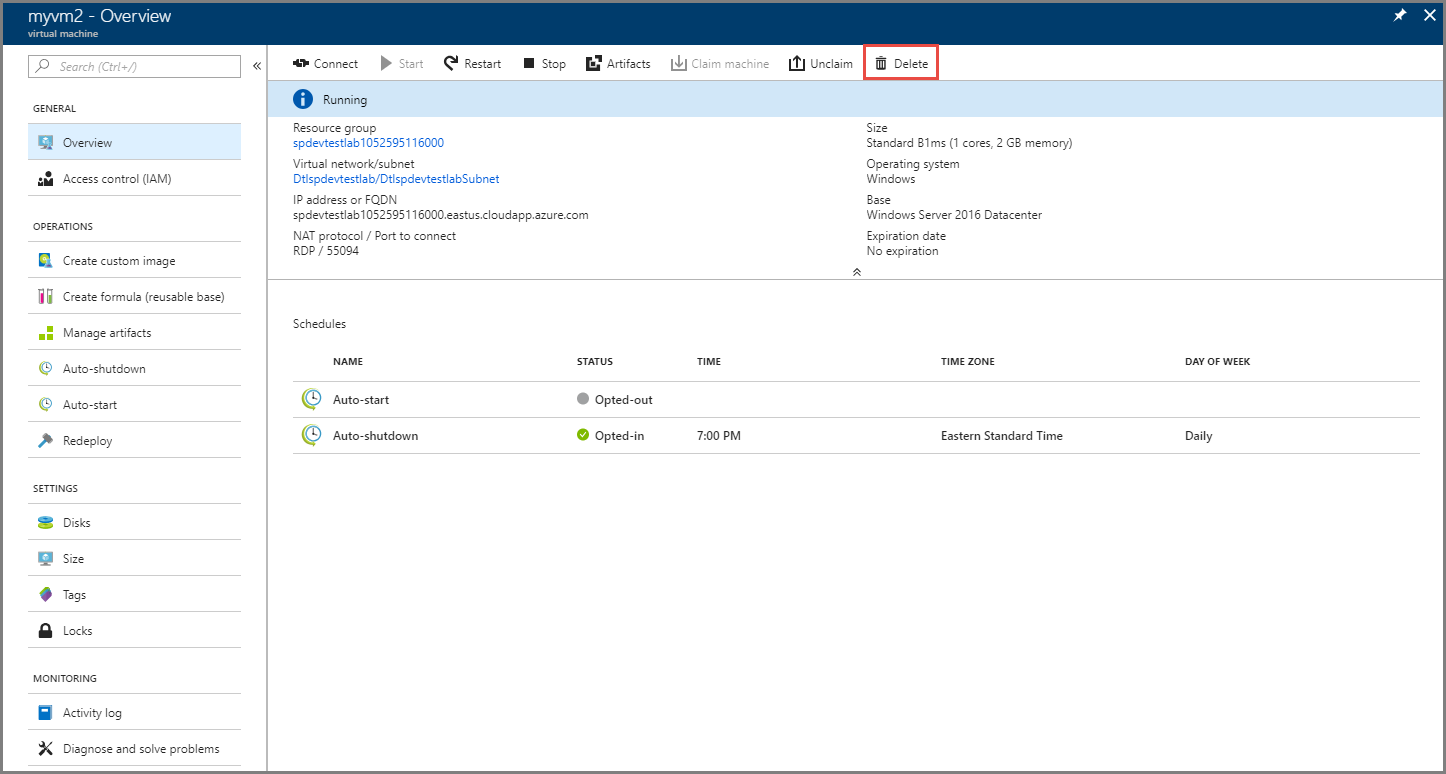 myvm2 - Overview
virtual machine
Search (Ctrl+/)
«
GENERAL
Overview
Access control (IAM)
OPERATIONS
Create custom image
Create formula (reusable base)
Manage artifacts
Auto-shutdown
Auto-start
Redeploy
SETTINGS
Disks
Size
Tags
Locks
MONITORING
Activity log
Diagnose and solve problems
Connect Start Restart Stop Artifacts Claim machine Unclaim Delete
Running
Resource group
spdevtestlab1052595116000
Virtual network/subnet
Dtlspdevtestlab/DtlspdevtestlabSubnet
IP address or FQDN
spdevtestlab1052595116000.eastus.cloudapp.azure.com
NAT protocol / Port to connect
RDP / 55094
Size
Standard B1ms (1 cores, 2 GB memory)
Operating system
Windows
Base
Windows Server 2016 Datacenter
Expiration date
No expiration
Schedules
NAME STATUS TIME TIME ZONE DAY OF WEEK
Auto-start Opted-out
Auto-shutdown Opted-in 7:00 PM Eastern Standard Time Daily